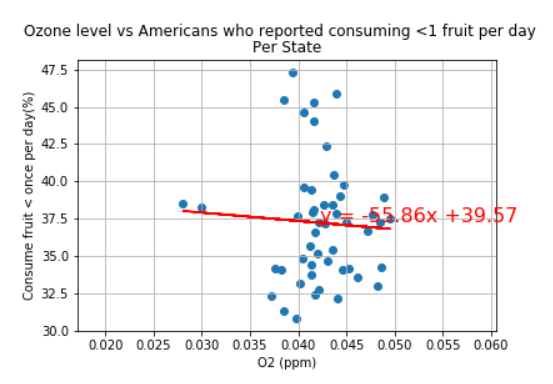 Ozone level vs Americans who reported consuming <1 fruit per day
Per State
47.5
45.0
42.5
40.0
37.5
35.0
32.5
30.0
Consume fruit < once per day(%)
y = -55.86x +39.57
0.020 0.025 0.030 0.035 0.040 0.045 0.050 0.055 0.060
O2 (ppm)